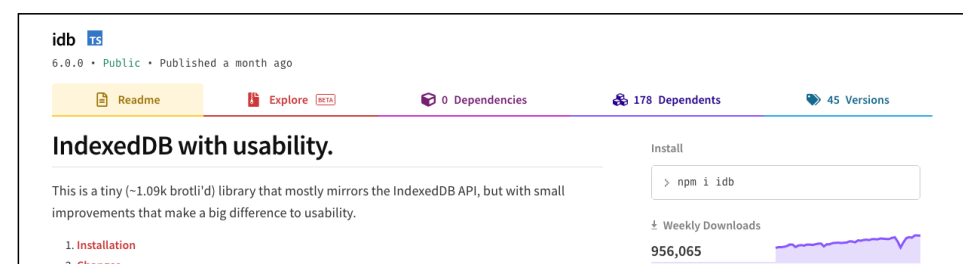 idb TS
6.0.0 • Public • Published a month ago
Readme Explore BETA 0 Dependencies 178 Dependents 45 Versions
IndexedDB with usability.
This is a tiny (~1.09k brotli'd) library that mostly mirrors the IndexedDB API, but with small
improvements that make a big difference to usability.
1. Installation
2. Changes
Install
> npm i idb
Weekly Downloads
956,065